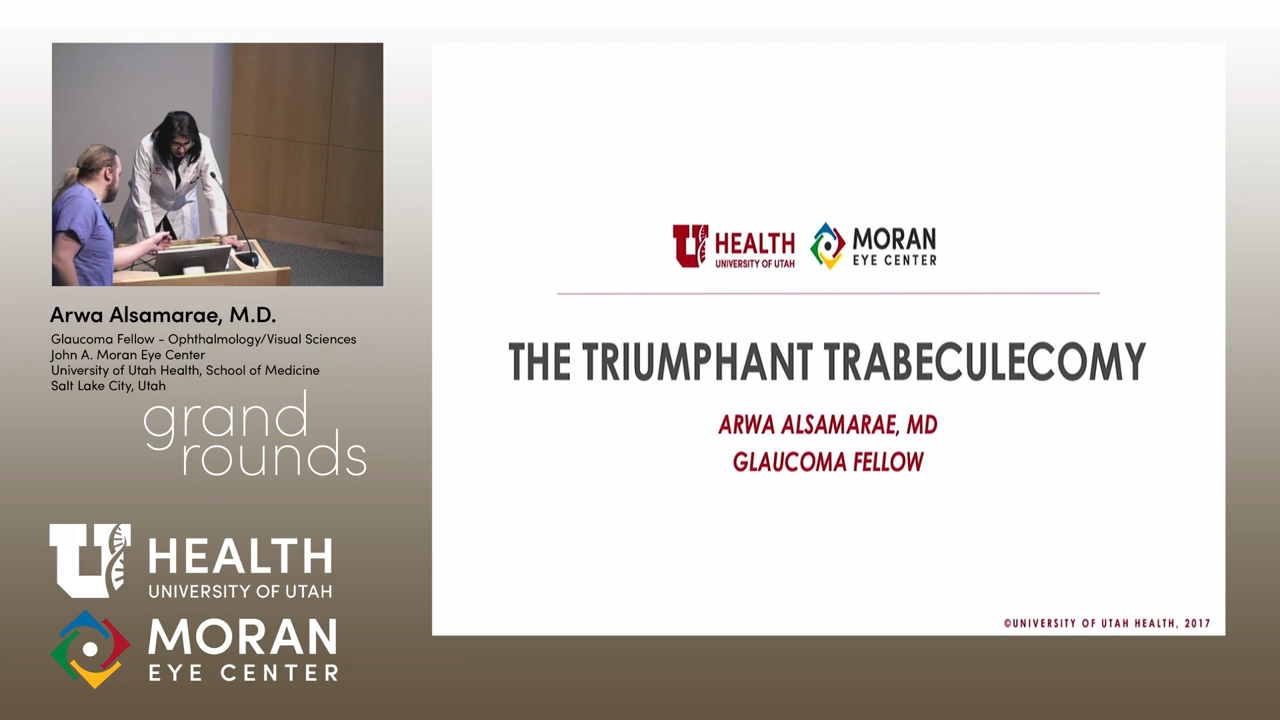 Arwa Alsamarae, M.D.
Glaucoma Fellow - Ophthalmology/Visual Sciences
John A. Moran Eye Center
University of Utah Health, School of Medicine
Salt Lake City, Utah
grand
rounds
U HEALTH
UNIVERSITY OF UTAH
MORAN
EYE CENTER
U HEALTH
UNIVERSITY OF UTAH
MORAN
EYE CENTER
THE TRIUMPHANT TRABECULECOMY
ARWA ALSAMARAE, MD
GLAUCOMA FELLOW
©UNIVERSITY OF UTAH HEALTH, 2017